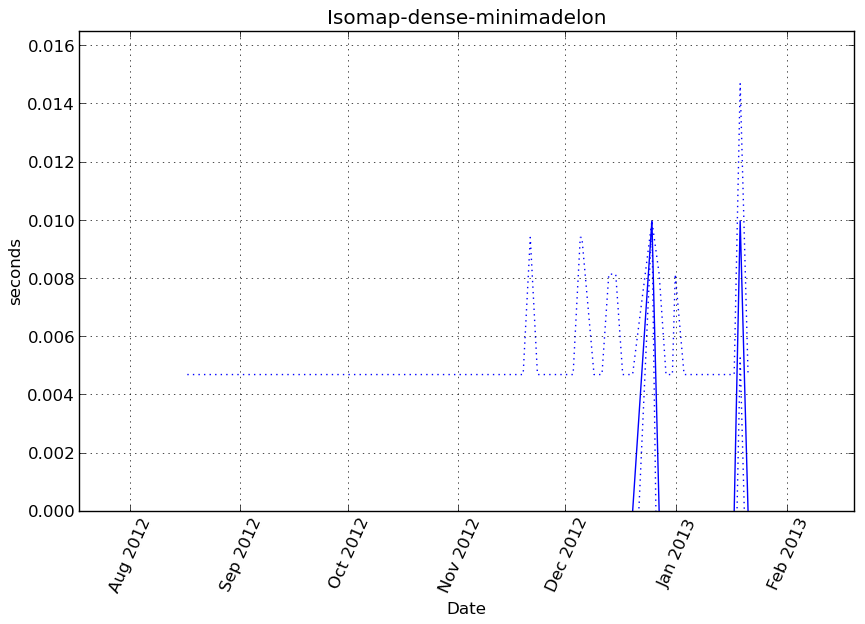 Isomap-dense-minimadelon
0.016
0.014
0.012
0.010
0.008
0.006
0.004
0.002
0.000
seconds
Aug 2012
Sep 2012
Oct 2012
Nov 2012
Dec 2012
Jan 2013
Feb 2013
Date